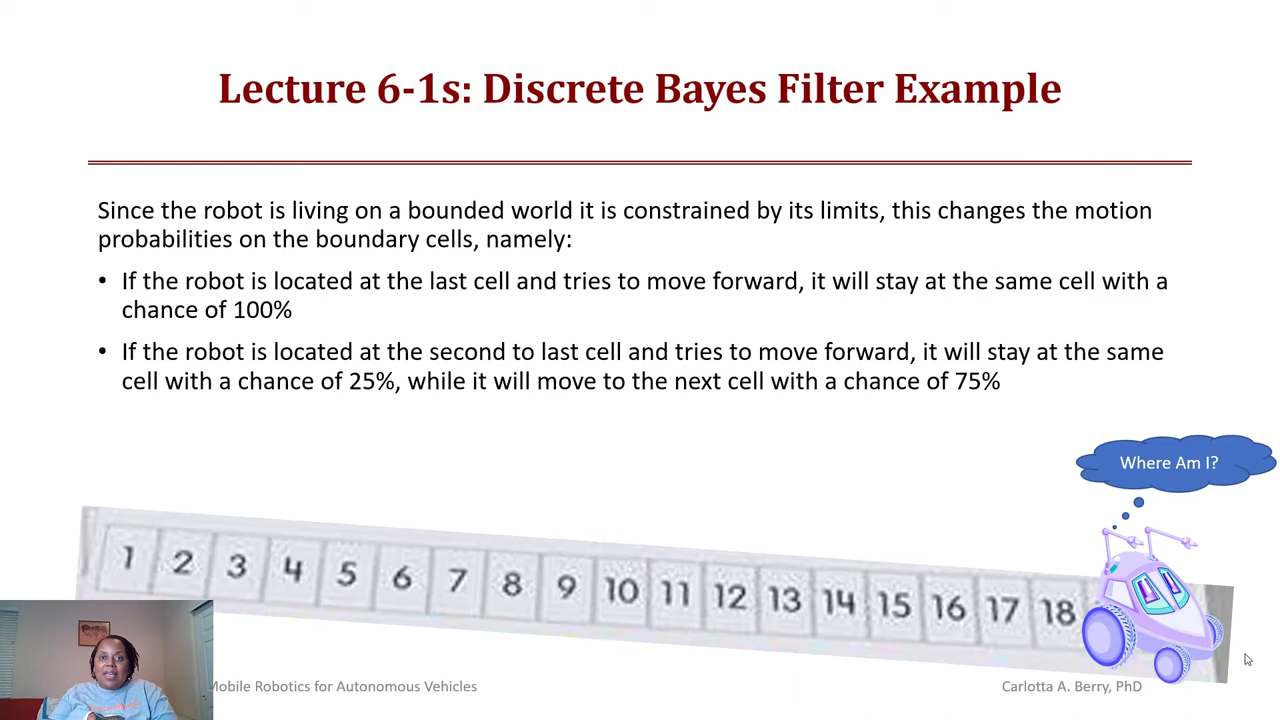 Lecture 6-1s: Discrete Bayes Filter Example
Since the robot is living on a bounded world it is constrained by its limits, this changes the motion
probabilities on the boundary cells, namely:
• If the robot is located at the last cell and tries to move forward, it will stay at the same cell with a
chance of 100%
• If the robot is located at the second to last cell and tries to move forward, it will stay at the same
cell with a chance of 25%, while it will move to the next cell with a chance of 75%
Where Am I?
1 2 3 4 5 6 7 8 9 10 11 12 13 14 15 16 17 18
Mobile Robotics for Autonomous Vehicles
Carlotta A. Berry, PhD